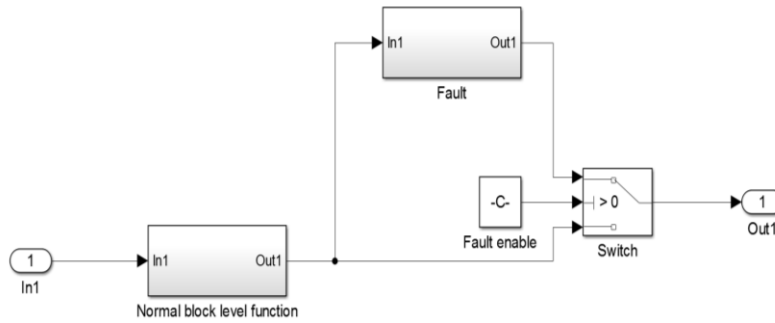 In1
Out1
Fault
-C-
Fault enable
> 0
Switch
1
Out1
In1
Out1
Normal block level function
1
In1